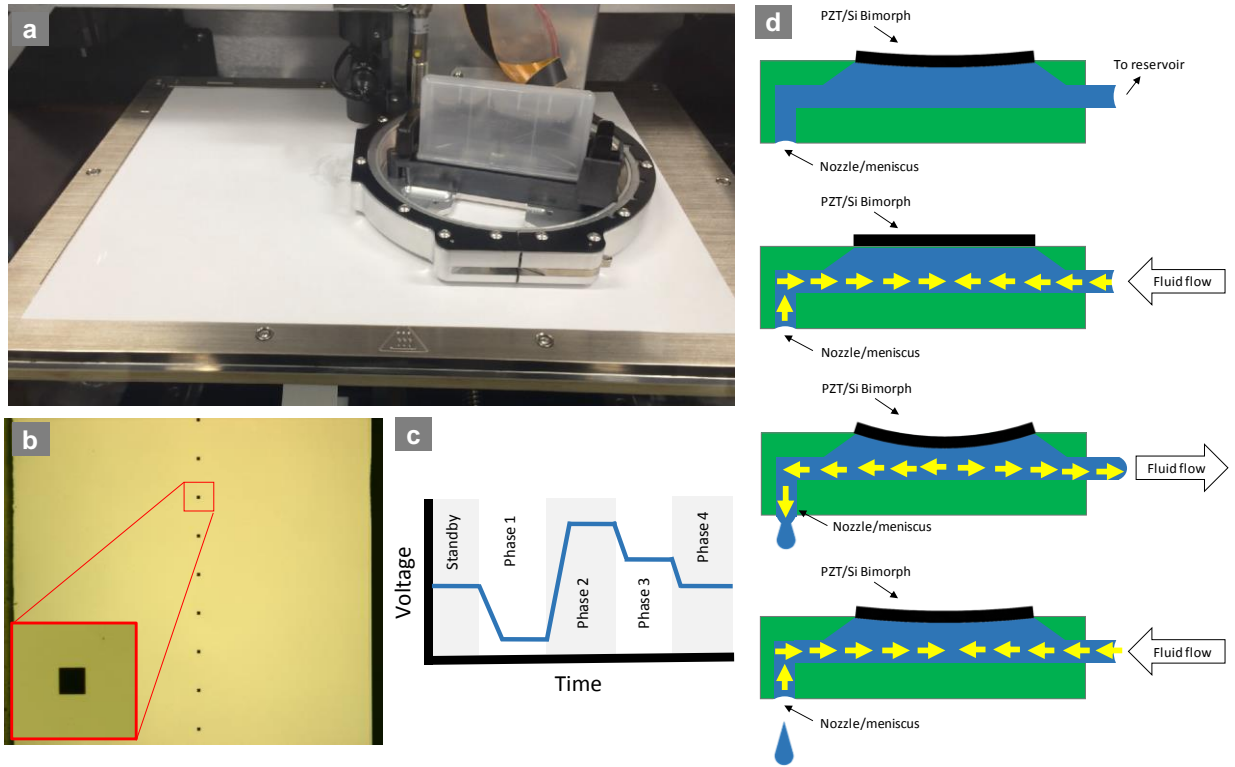 a
b
c
Voltage
Standby
Phase 1
Phase 2
Phase 3
Phase 4
Time
d
PZT/Si Bimorph
To reservoir
Nozzle/meniscus
PZT/Si Bimorph
Fluid flow
Nozzle/meniscus
PZT/Si Bimorph
Fluid flow
Nozzle/meniscus
PZT/Si Bimorph
Fluid flow
Nozzle/meniscus